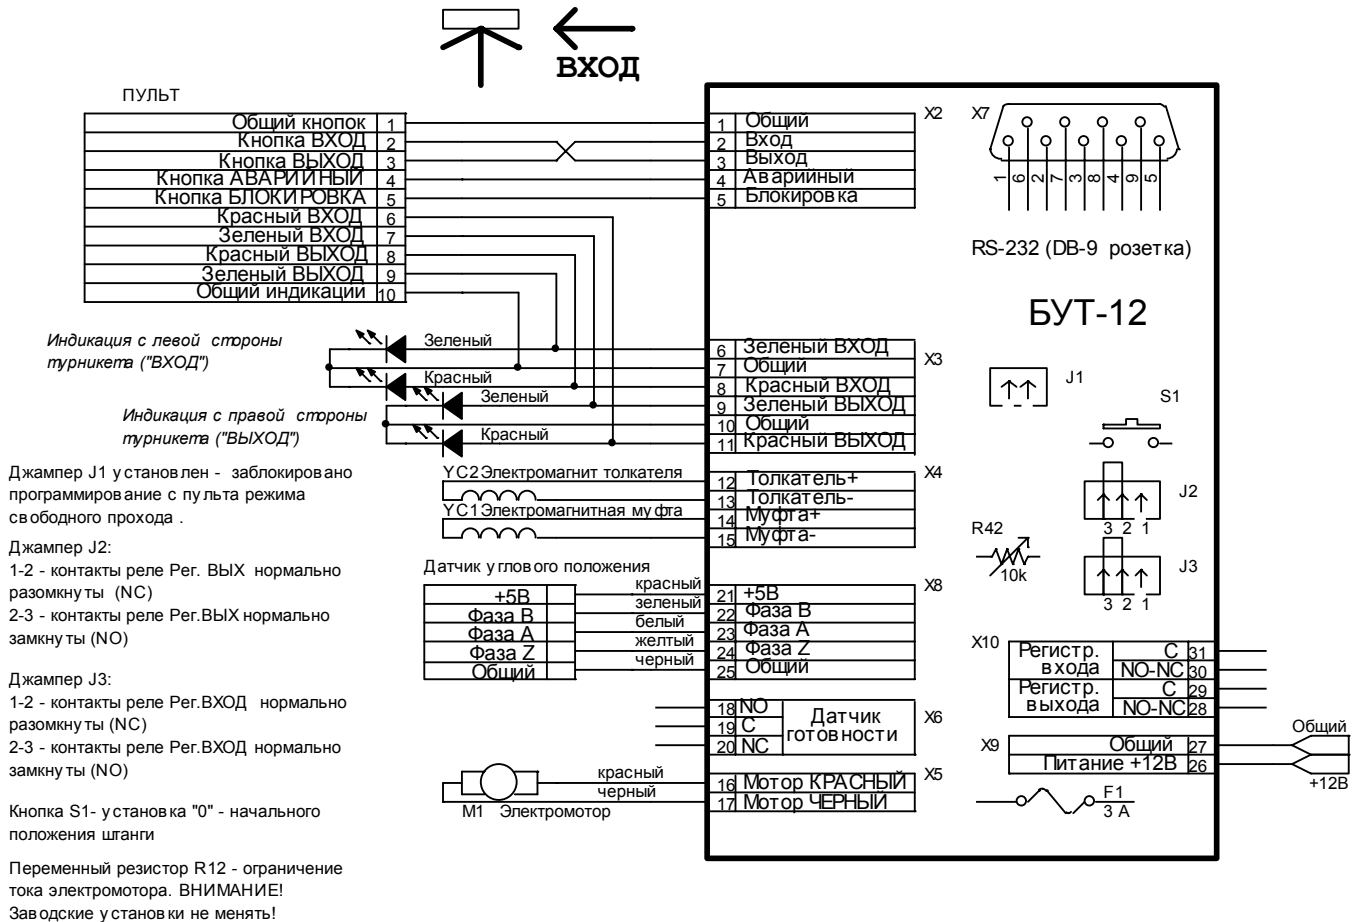 ВХОД
ПУЛЬТ
Общий кнопок 1
Кнопка ВХОД 2
Кнопка ВЫХОД 3
Кнопка АВАРИЙНЫЙ 4
Кнопка БЛОКИРОВКА 5
Красный ВХОД 6
Зеленый ВХОД 7
Красный ВЫХОД 8
Зеленый ВЫХОД 9
Общий индикации 10
X2
1 Общий
2 Вход
3 Выход
4 Аварийный
5 Блокировка
X7
1 6 2 7 3 8 4 9 5
RS-232 (DB-9 розетка)
БУТ-12
Индикация с левой стороны
турникета ("ВХОД")
Зеленый
Красный
Индикация с правой стороны
турникета ("ВЫХОД")
Зеленый
Красный
X3
6 Зеленый ВХОД
7 Общий
8 Красный ВХОД
9 Зеленый ВЫХОД
10 Общий
11 Красный ВЫХОД
J1
S1
J2
3 2 1
R42
10k
J3
3 2 1
YC2 Электромагнит толкателя
YC1 Электромагнитная муфта
X4
12 Толкатель+
13 Толкатель-
14 Муфта+
15 Муфта-
Датчик углового положения
+5В
Фаза В
Фаза А
Фаза Z
Общий
красный
зеленый
белый
желтый
черный
X8
21 +5В
22 Фаза В
23 Фаза А
24 Фаза Z
25 Общий
X10
Регистр.
входа
C 31
NO-NC 30
Регистр.
выхода
C 29
NO-NC 28
18 NO
19 C
20 NC
Датчик
готовности
X6
X9
Общий 27
Питание +12В 26
Общий
+12В
M1 Электромотор
красный
черный
X5
16 Мотор КРАСНЫЙ
17 Мотор ЧЕРНЫЙ
F1
3 А
Джампер J1 установлен - заблокировано
программирование с пульта режима
свободного прохода .
Джампер J2:
1-2 - контакты реле Рег. ВЫХ нормально
разомкнуты (NC)
2-3 - контакты реле Рег.ВЫХ нормально
замкнуты (NO)
Джампер J3:
1-2 - контакты реле Рег.ВХОД нормально
разомкнуты (NC)
2-3 - контакты реле Рег.ВХОД нормально
замкнуты (NO)
Кнопка S1- установка "0" - начального
положения штанги
Переменный резистор R12 - ограничение
тока электромотора. ВНИМАНИЕ!
Заводские установки не менять!